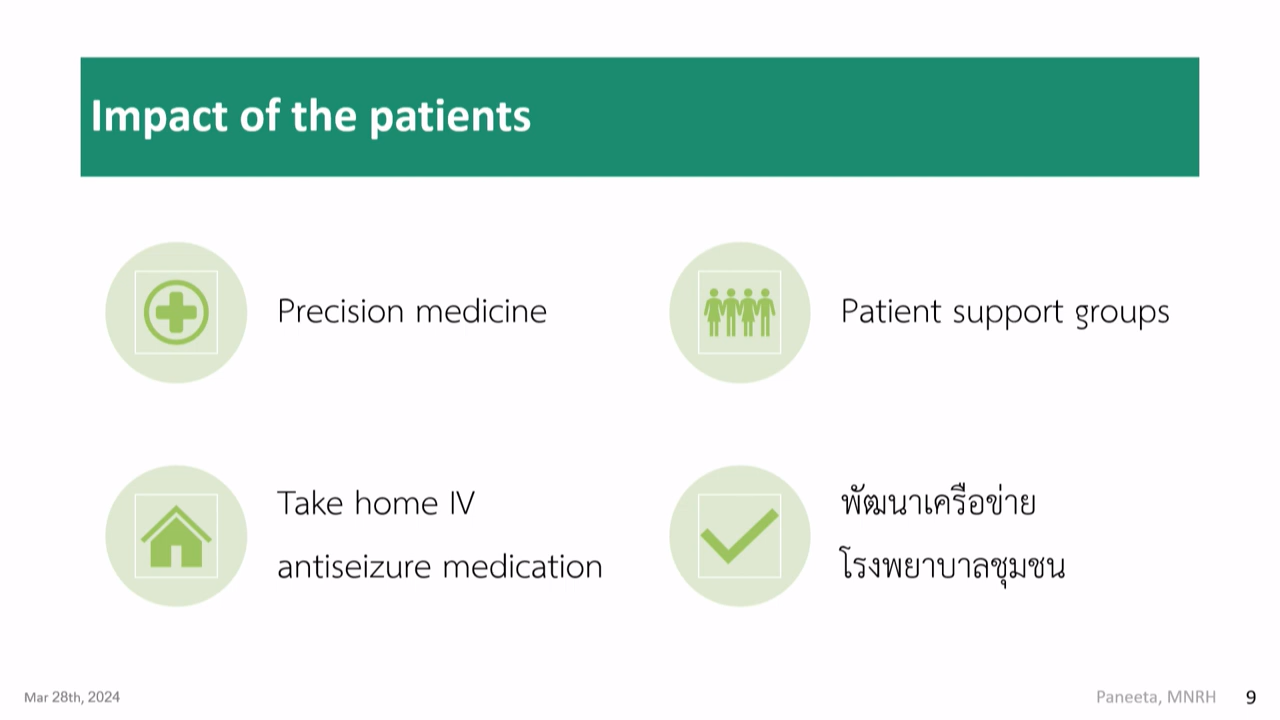 Impact of the patients
Precision medicine
Patient support groups
Take home IV
antiseizure medication
พัฒนาเครือข่าย
โรงพยาบาลชุมชน
Mar 28th, 2024
Paneeta, MNRH
9